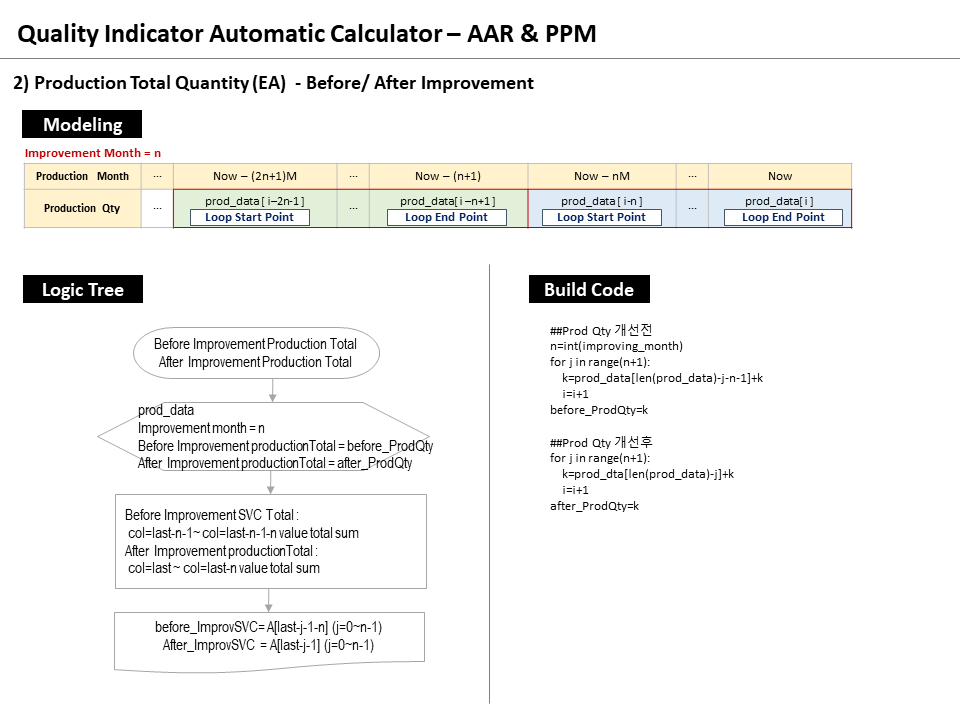 Quality Indicator Automatic Calculator – AAR & PPM
2) Production Total Quantity (EA)  - Before/ After Improvement
Modeling
Improvement Month = n
Production Month ... Now – (2n+1)M ... Now – (n+1) Now – nM ... Now
Production Qty ... prod_data [ i–2n-1 ] ... prod_data[ i –n+1 ] prod_data [ i-n ] ... prod_data[ i ]
Loop Start Point Loop End Point Loop Start Point Loop End Point
Logic Tree
Before Improvement Production Total
After Improvement Production Total
prod_data
Improvement month = n
Before Improvement productionTotal = before_ProdQty
After Improvement productionTotal = after_ProdQty
Before Improvement SVC Total :
col=last-n-1~ col=last-n-1-n value total sum
After Improvement productionTotal :
col=last ~ col=last-n value total sum
before_ImprovSVC= A[last-j-1-n] (j=0~n-1)
After_ImprovSVC = A[last-j-1] (j=0~n-1)
Build Code
##Prod Qty 개선전
n=int(improving_month)
for j in range(n+1):
k=prod_data[len(prod_data)-j-n-1]+k
i=i+1
before_ProdQty=k
##Prod Qty 개선후
for j in range(n+1):
k=prod_dta[len(prod_data)-j]+k
i=i+1
after_ProdQty=k